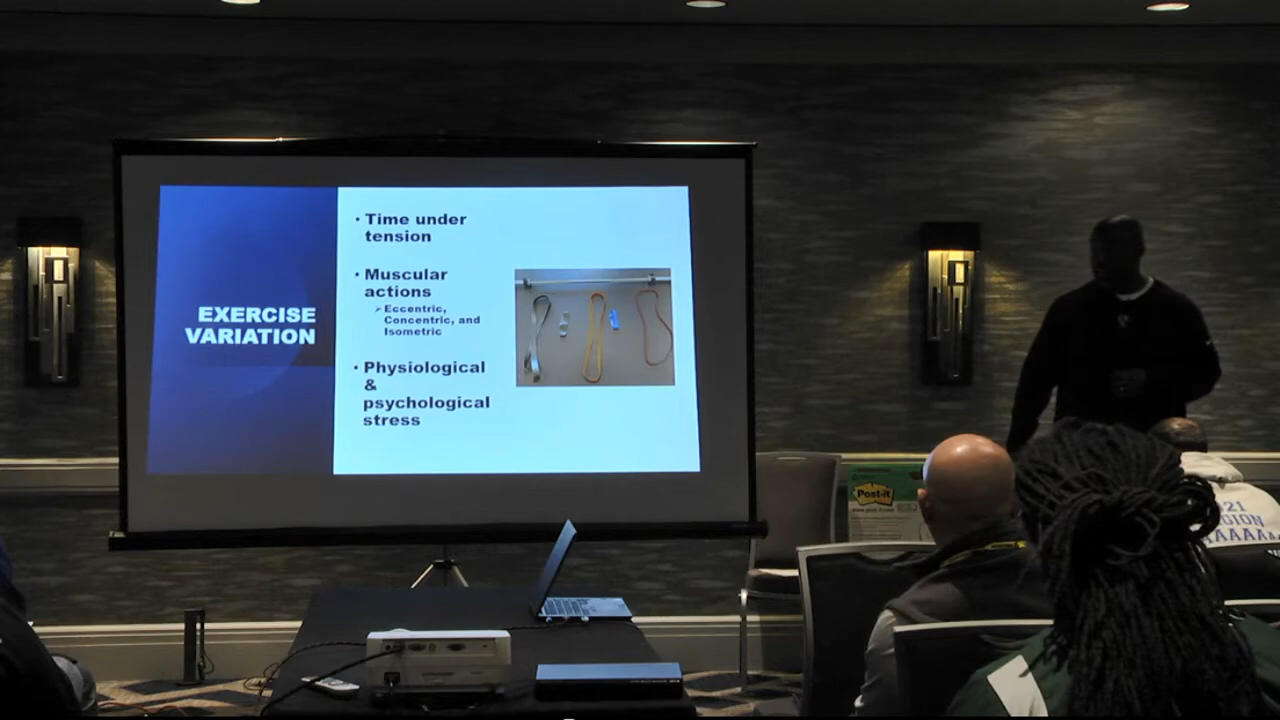 EXERCISE
VARIATION
• Time under
tension
• Muscular
actions
➢ Eccentric,
Concentric, and
Isometric
• Physiological
&
psychological
stress
Post-it